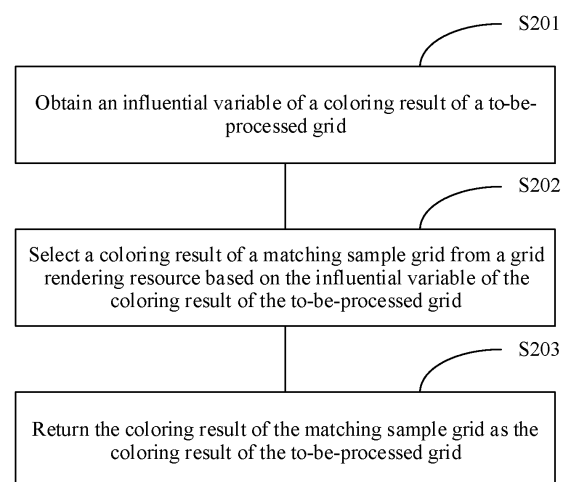 S201
Obtain an influential variable of a coloring result of a to-be-
processed grid
S202
Select a coloring result of a matching sample grid from a grid
rendering resource based on the influential variable of the
coloring result of the to-be-processed grid
S203
Return the coloring result of the matching sample grid as the
coloring result of the to-be-processed grid